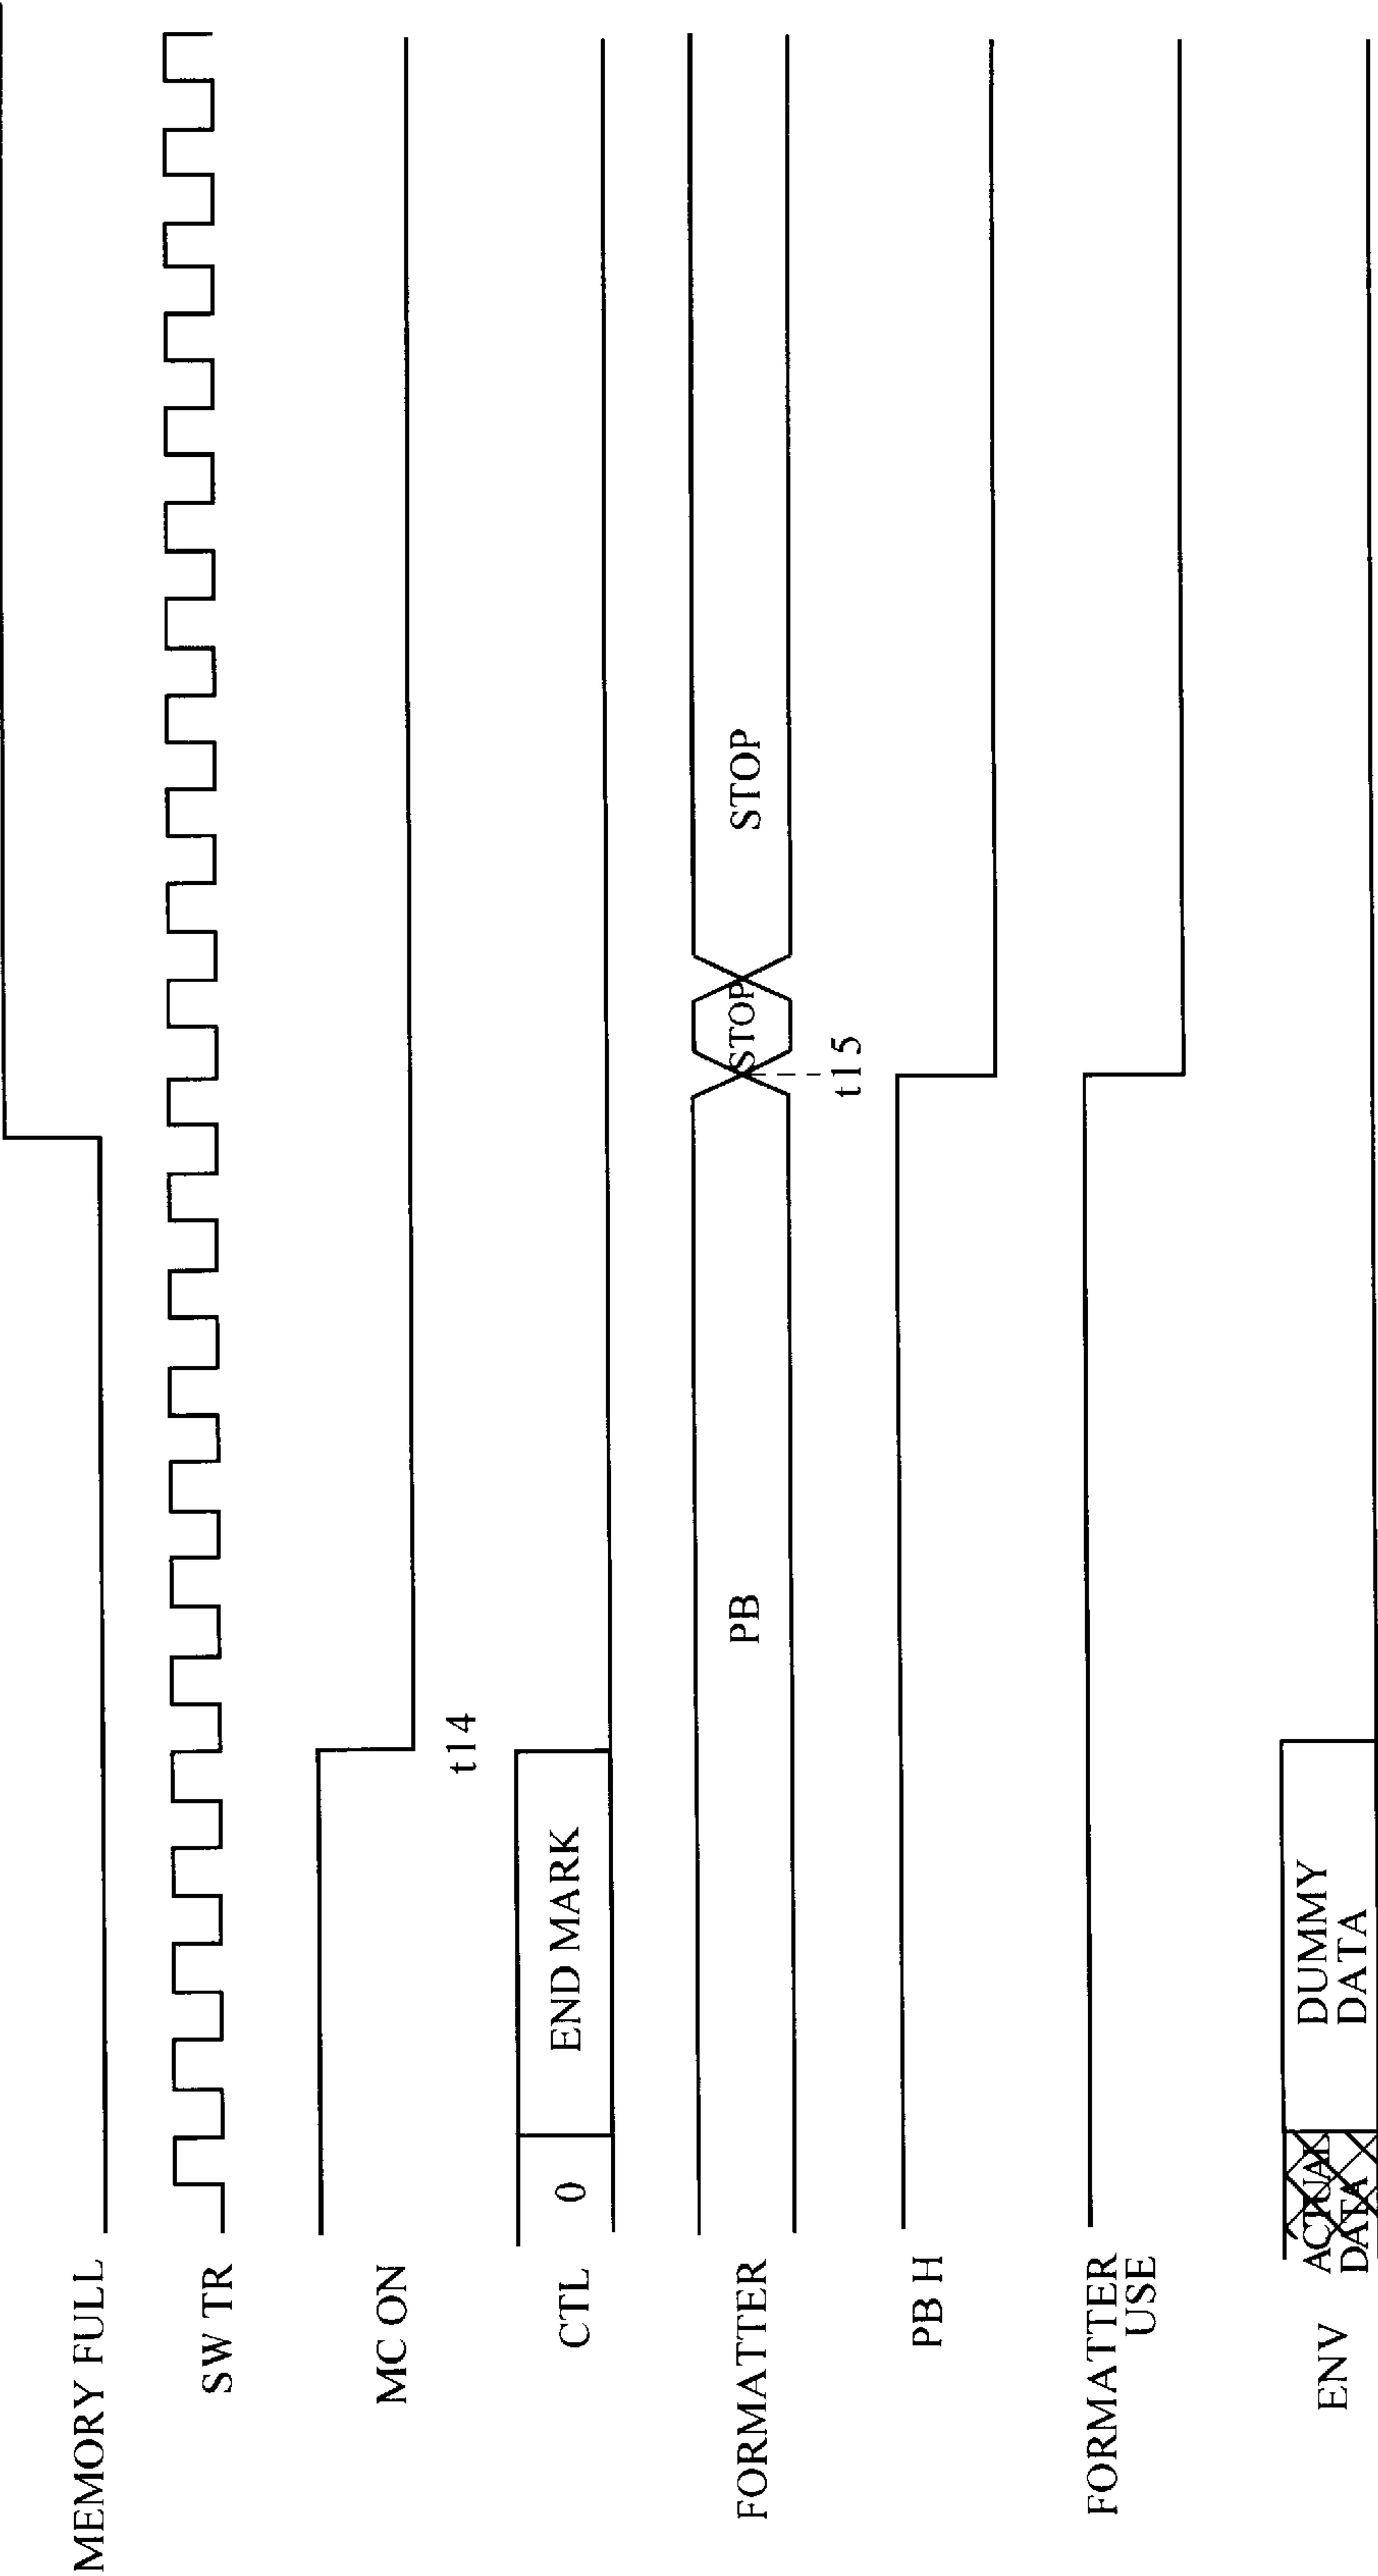 MEMORY FULL
SW TR
MC ON
t14
CTL
0
END MARK
FORMATTER
PB
STOP
STOP
t15
PB H
FORMATTER
USE
ENV
ACTUAL
DATA
DUMMY
DATA